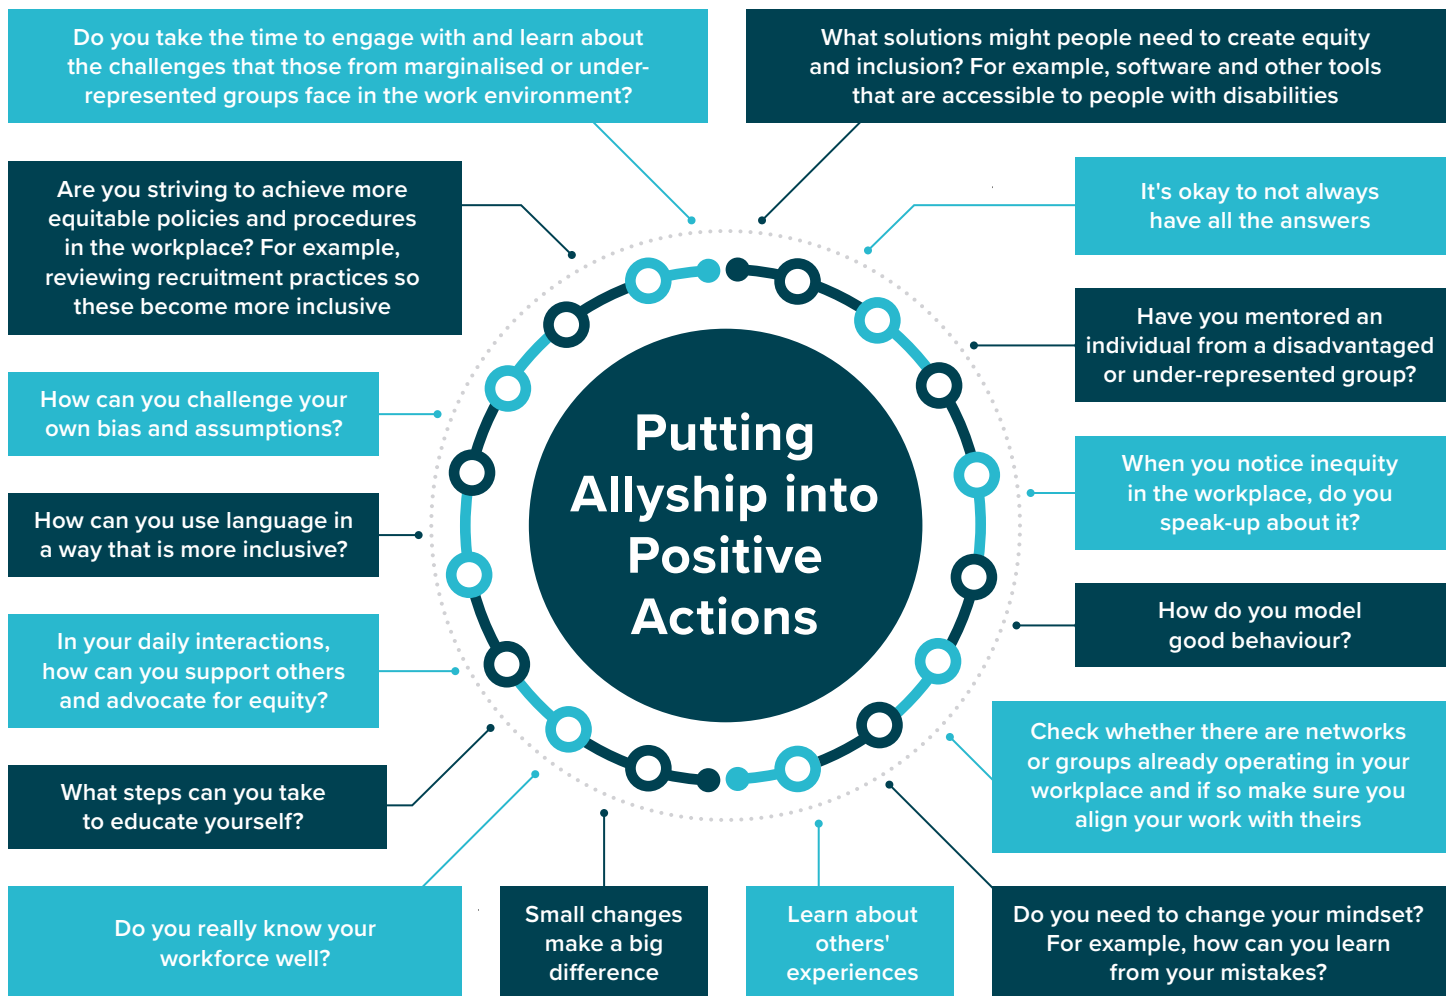 Do you take the time to engage with and learn about
the challenges that those from marginalised or under-
represented groups face in the work environment?
What solutions might people need to create equity
and inclusion? For example, software and other tools
that are accessible to people with disabilities
Are you striving to achieve more
equitable policies and procedures
in the workplace? For example,
reviewing recruitment practices so
these become more inclusive
It's okay to not always
have all the answers
Have you mentored an
individual from a disadvantaged
or under-represented group?
How can you challenge your
own bias and assumptions?
Putting
Allyship into
Positive
Actions
When you notice inequity
in the workplace, do you
speak-up about it?
How can you use language in
a way that is more inclusive?
How do you model
good behaviour?
In your daily interactions,
how can you support others
and advocate for equity?
Check whether there are networks
or groups already operating in your
workplace and if so make sure you
align your work with theirs
What steps can you take
to educate yourself?
Do you really know your
workforce well?
Small changes
make a big
difference
Learn about
others'
experiences
Do you need to change your mindset?
For example, how can you learn
from your mistakes?